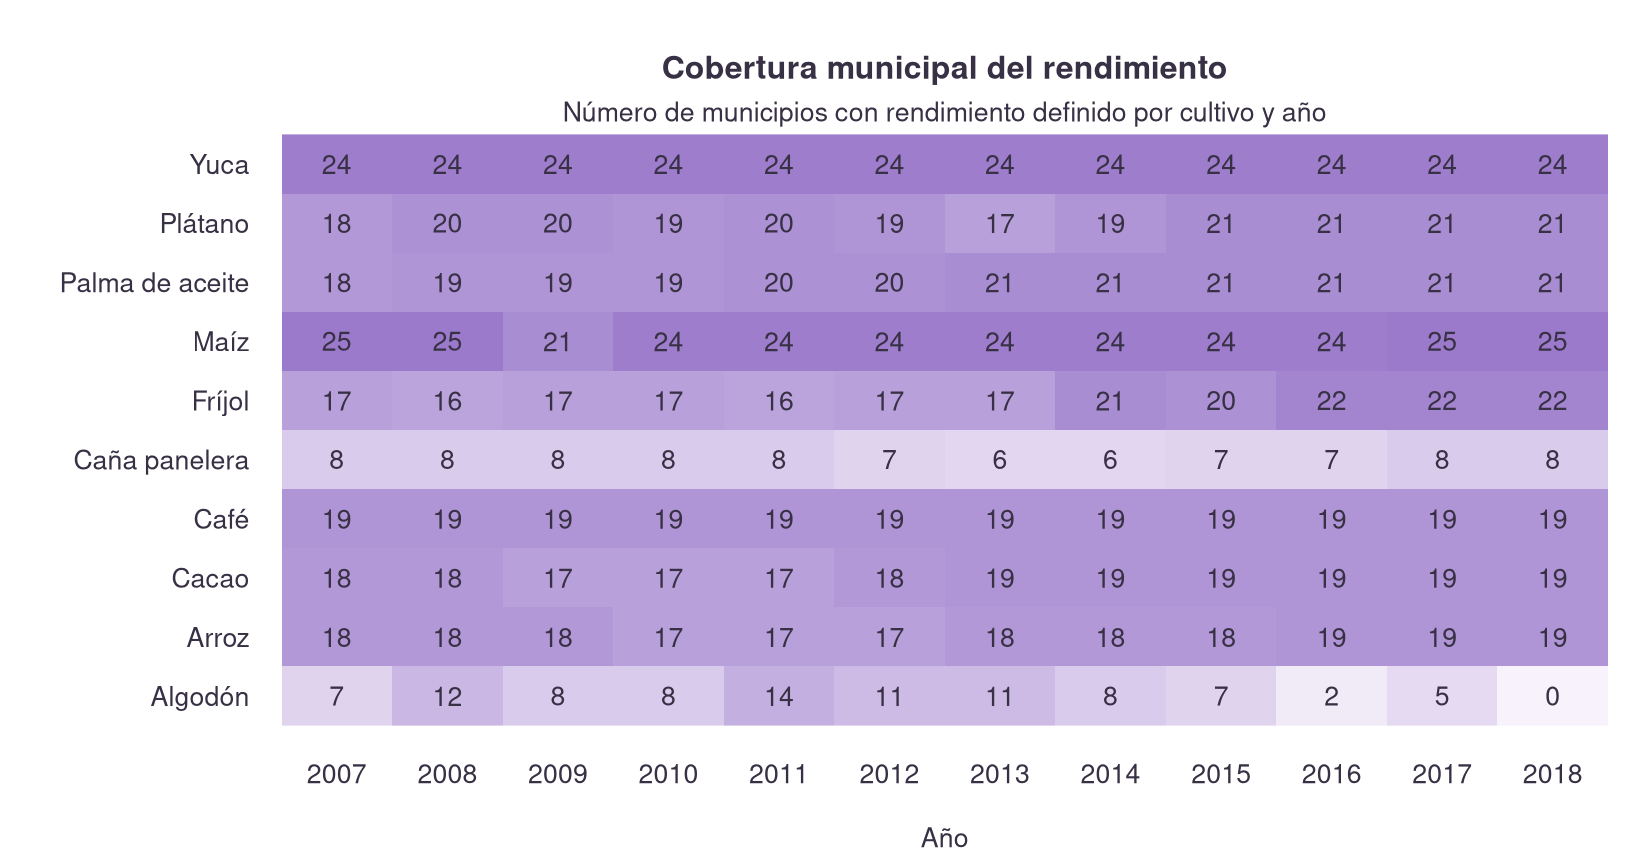 Cobertura municipal del rendimiento
Número de municipios con rendimiento definido por cultivo y año
Yuca 24 24 24 24 24 24 24 24 24 24 24 24
Plátano 18 20 20 19 20 19 17 19 21 21 21 21
Palma de aceite 18 19 19 19 20 20 21 21 21 21 21 21
Maíz 25 25 21 24 24 24 24 24 24 24 25 25
Fríjol 17 16 17 17 16 17 17 21 20 22 22 22
Caña panelera 8 8 8 8 8 7 6 6 7 7 8 8
Café 19 19 19 19 19 19 19 19 19 19 19 19
Cacao 18 18 17 17 17 18 19 19 19 19 19 19
Arroz 18 18 18 17 17 17 18 18 18 19 19 19
Algodón 7 12 8 8 14 11 11 8 7 2 5 0
2007 2008 2009 2010 2011 2012 2013 2014 2015 2016 2017 2018
Año